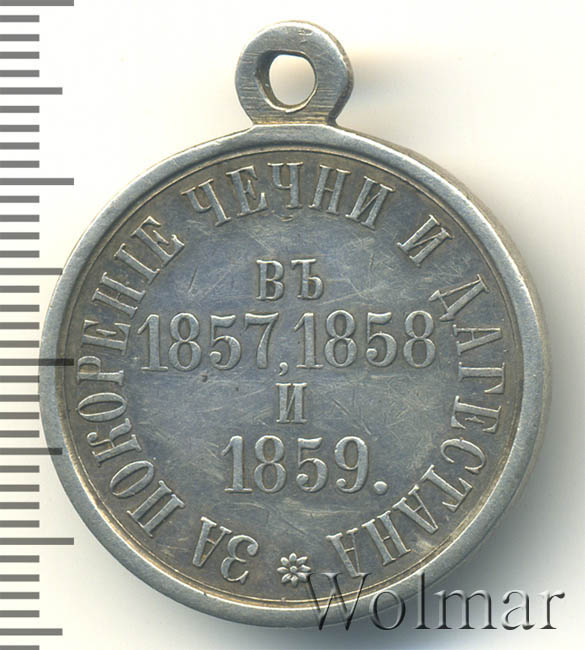 ЗА ПОКОРЕНІЕ ЧЕЧНИ И ДАГЕСТАНА
ВЪ
1857, 1858
И
1859.
Wolmar